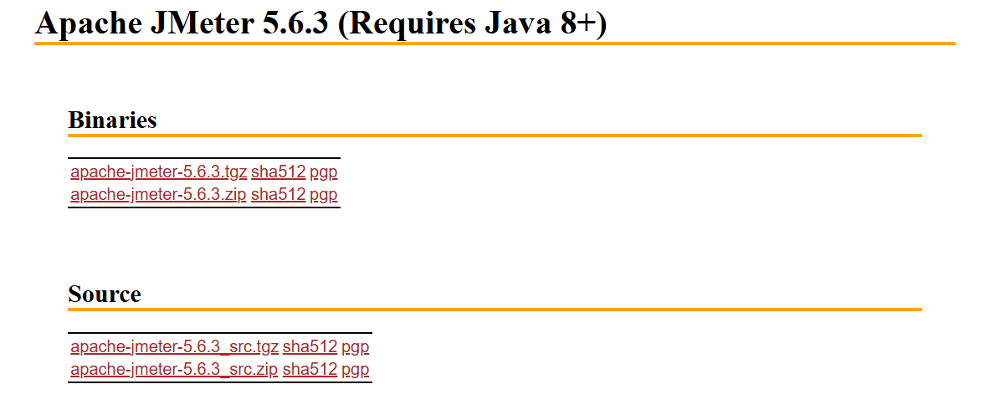 Apache JMeter 5.6.3 (Requires Java 8+)
Binaries
apache-jmeter-5.6.3.tgz sha512 pgp
apache-jmeter-5.6.3.zip sha512 pgp
Source
apache-jmeter-5.6.3_src.tgz sha512 pgp
apache-jmeter-5.6.3_src.zip sha512 pgp